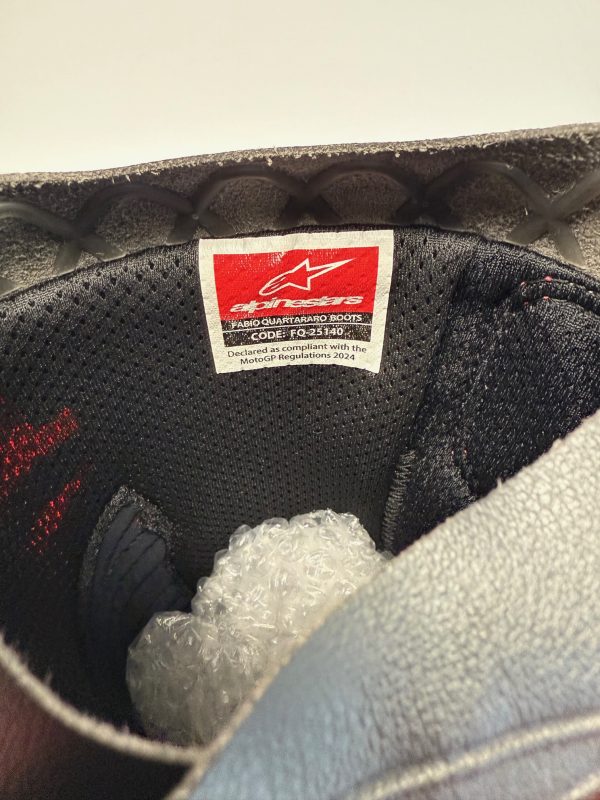 alpinestars
FABIO QUARTARARO BOOTS
CODE: FQ-25140
Declared as compliant with the
MotoGP Regulations 2024